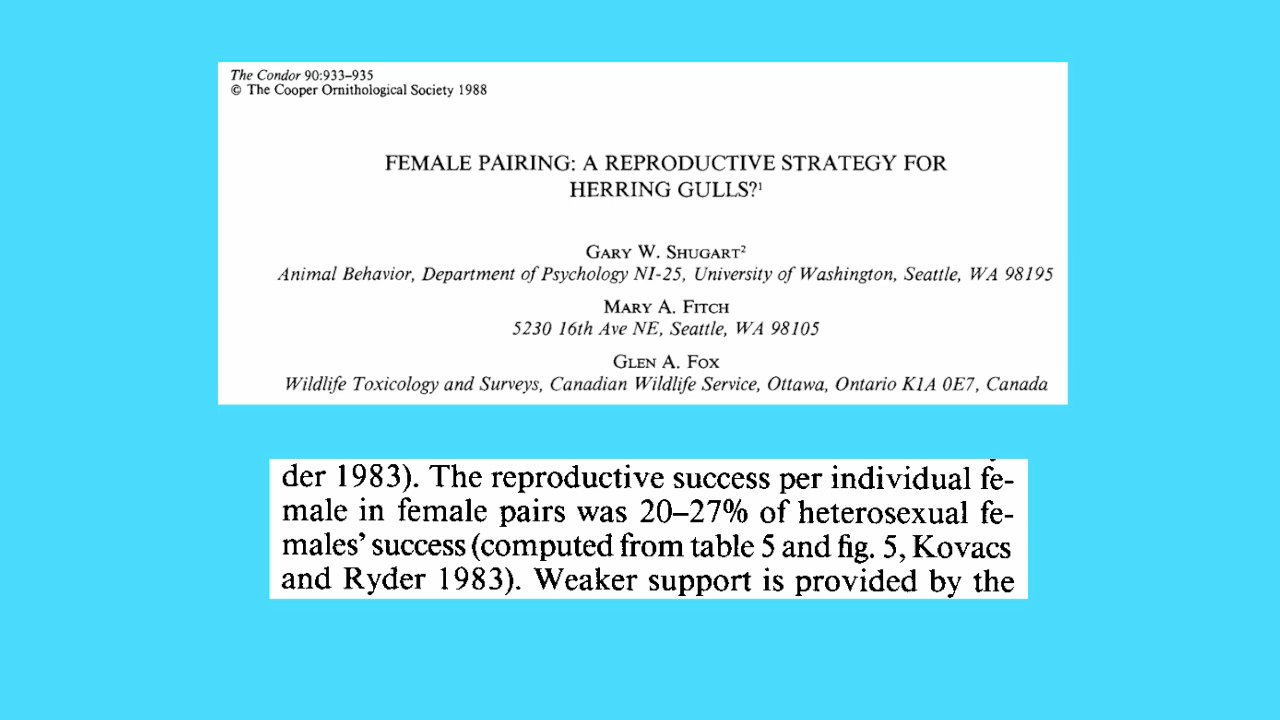 The Condor 90:933–935
© The Cooper Ornithological Society 1988
FEMALE PAIRING: A REPRODUCTIVE STRATEGY FOR
HERRING GULLS?¹
GARY W. SHUGART²
Animal Behavior, Department of Psychology NI-25, University of Washington, Seattle, WA 98195
MARY A. FITCH
5230 16th Ave NE, Seattle, WA 98105
GLEN A. FOX
Wildlife Toxicology and Surveys, Canadian Wildlife Service, Ottawa, Ontario K1A 0E7, Canada
der 1983). The reproductive success per individual fe-
male in female pairs was 20–27% of heterosexual fe-
males' success (computed from table 5 and fig. 5, Kovacs
and Ryder 1983). Weaker support is provided by the